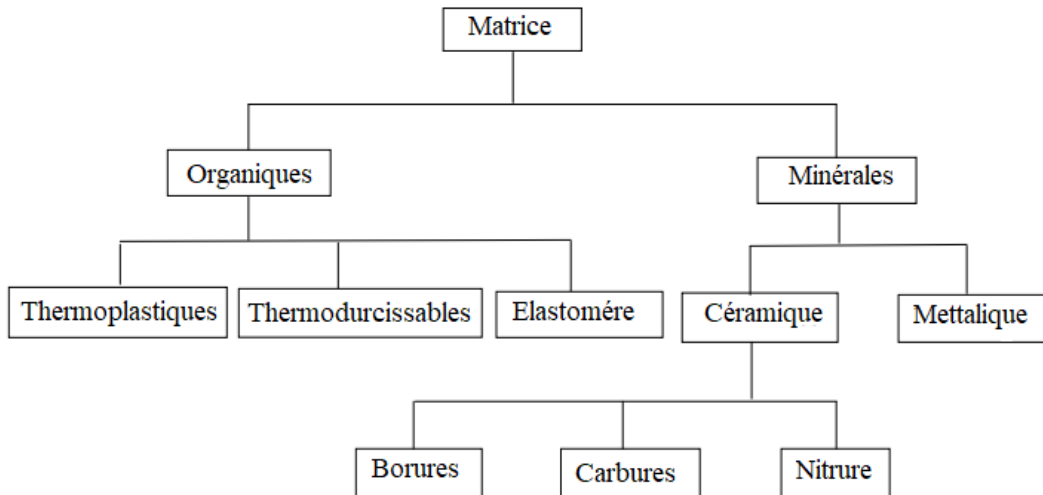 Matrice
Organiques
Minérales
Thermoplastiques
Thermodurcissables
Elastomére
Céramique
Mettalique
Borures
Carbures
Nitrure